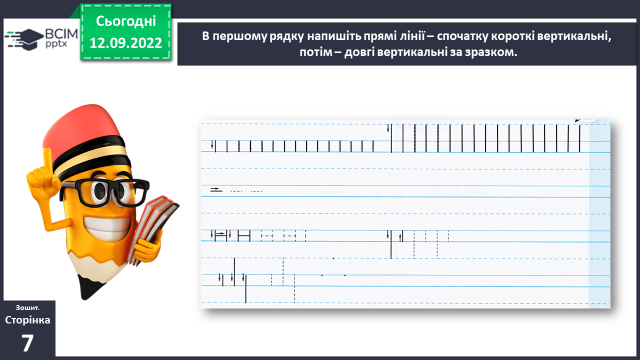 ВСІМ
pptx
Сьогодні
12.09.2022
В першому рядку напишіть прямі лінії – спочатку короткі вертикальні,
потім – довгі вертикальні за зразком.
Зошит.
Сторінка
7